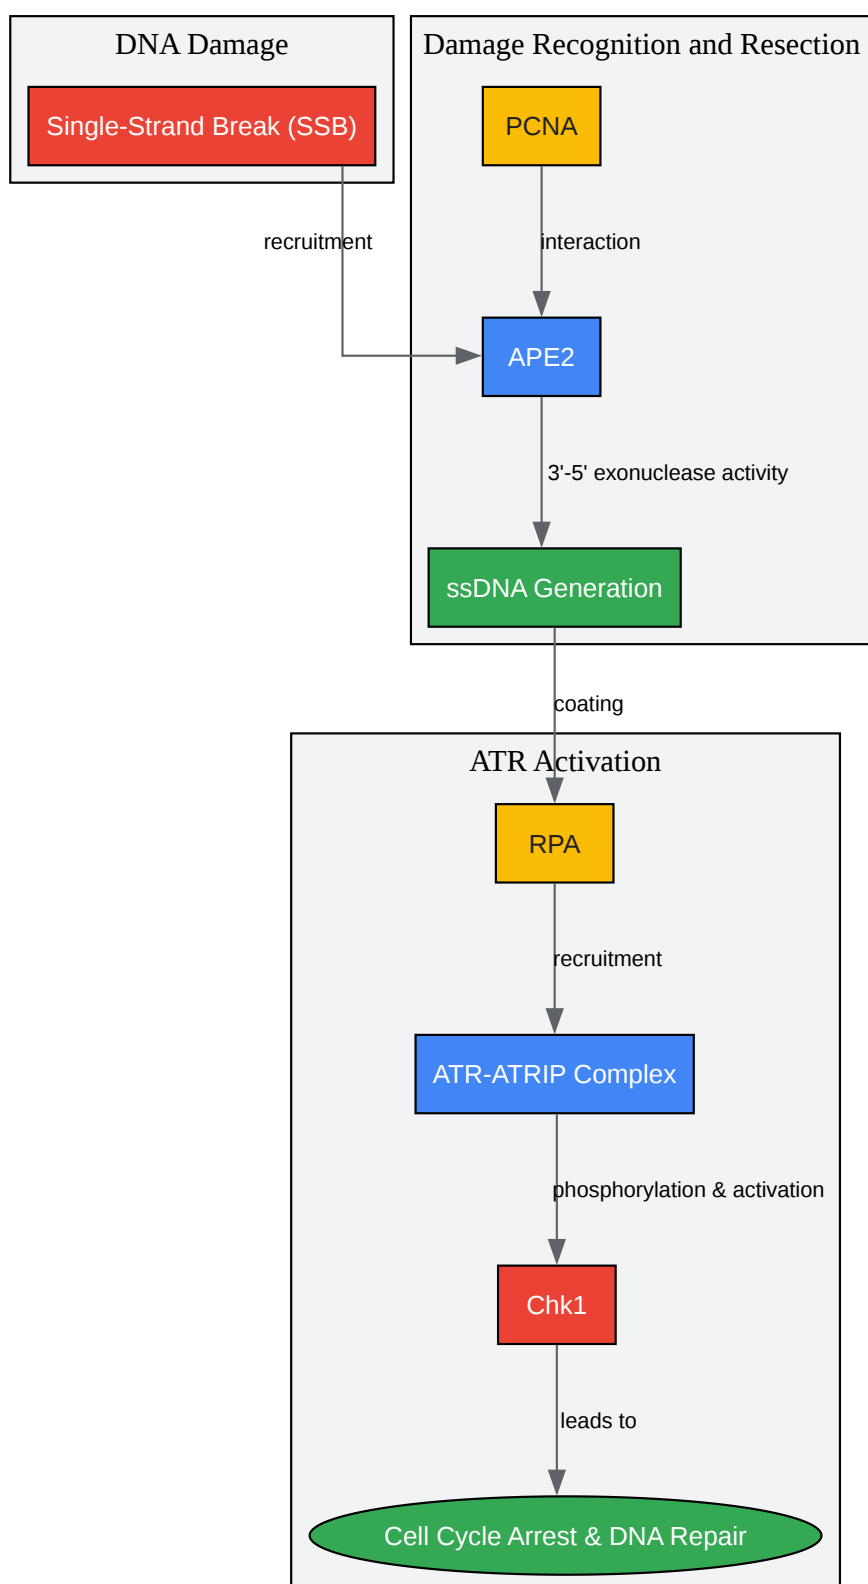 DNA Damage
Damage Recognition and Resection
Single-Strand Break (SSB)
PCNA
recruitment
interaction
APE2
3'-5' exonuclease activity
ssDNA Generation
coating
ATR Activation
RPA
recruitment
ATR-ATRIP Complex
phosphorylation & activation
Chk1
leads to
Cell Cycle Arrest & DNA Repair